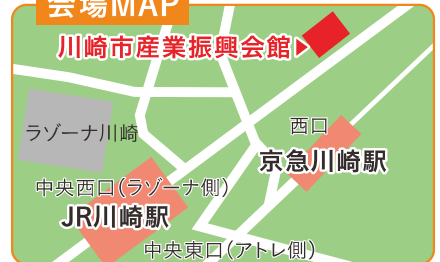 会場MAP
川崎市産業振興会館
ラゾーナ川崎
西口
京急川崎駅
中央西口(ラゾーナ側)
JR川崎駅
中央東口(アトレ側)